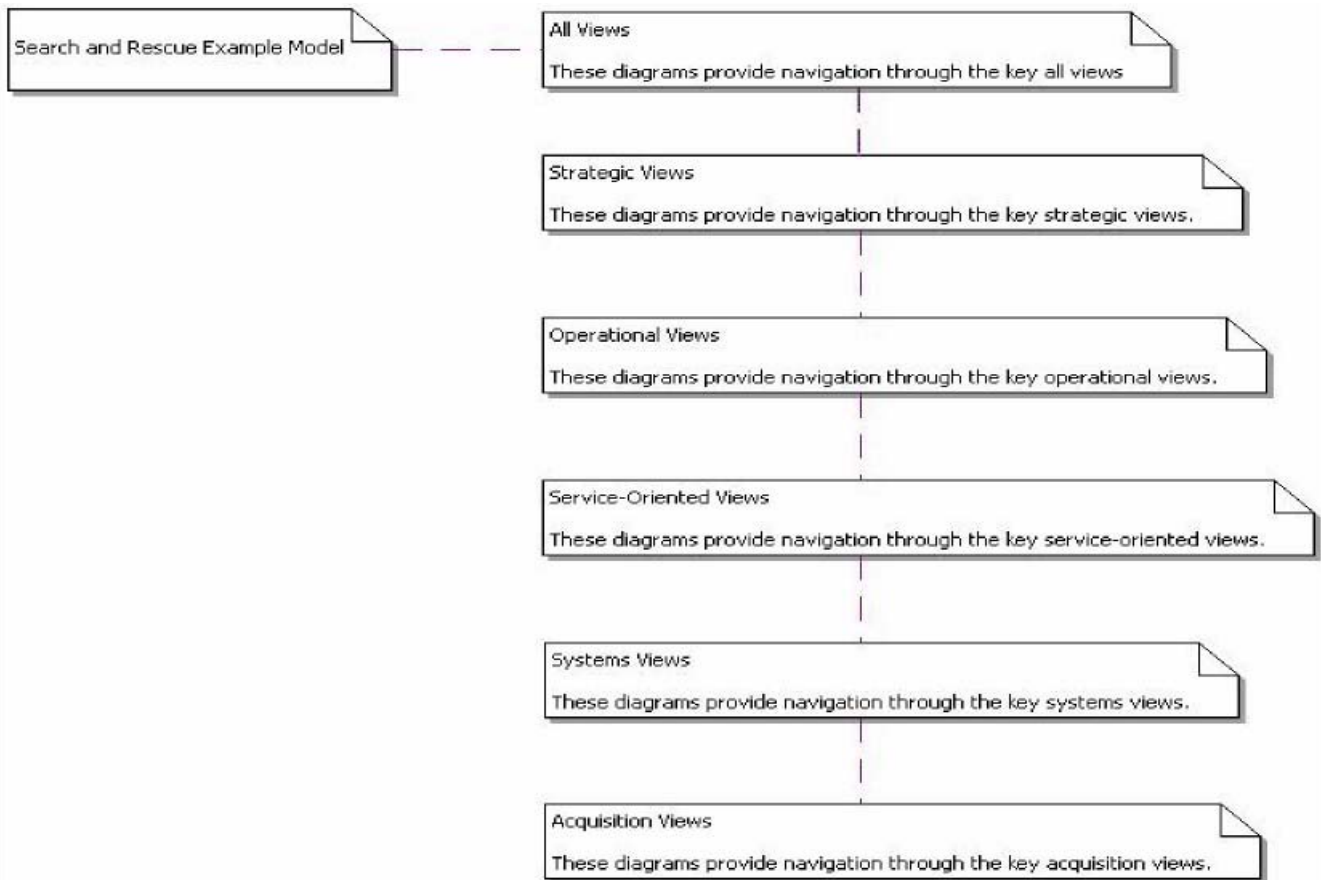 Search and Rescue Example Model
All Views
These diagrams provide navigation through the key all views
Strategic Views
These diagrams provide navigation through the key strategic views.
Operational Views
These diagrams provide navigation through the key operational views.
Service-Oriented Views
These diagrams provide navigation through the key service-oriented views.
Systems Views
These diagrams provide navigation through the key systems views.
Acquisition Views
These diagrams provide navigation through the key acquisition views.